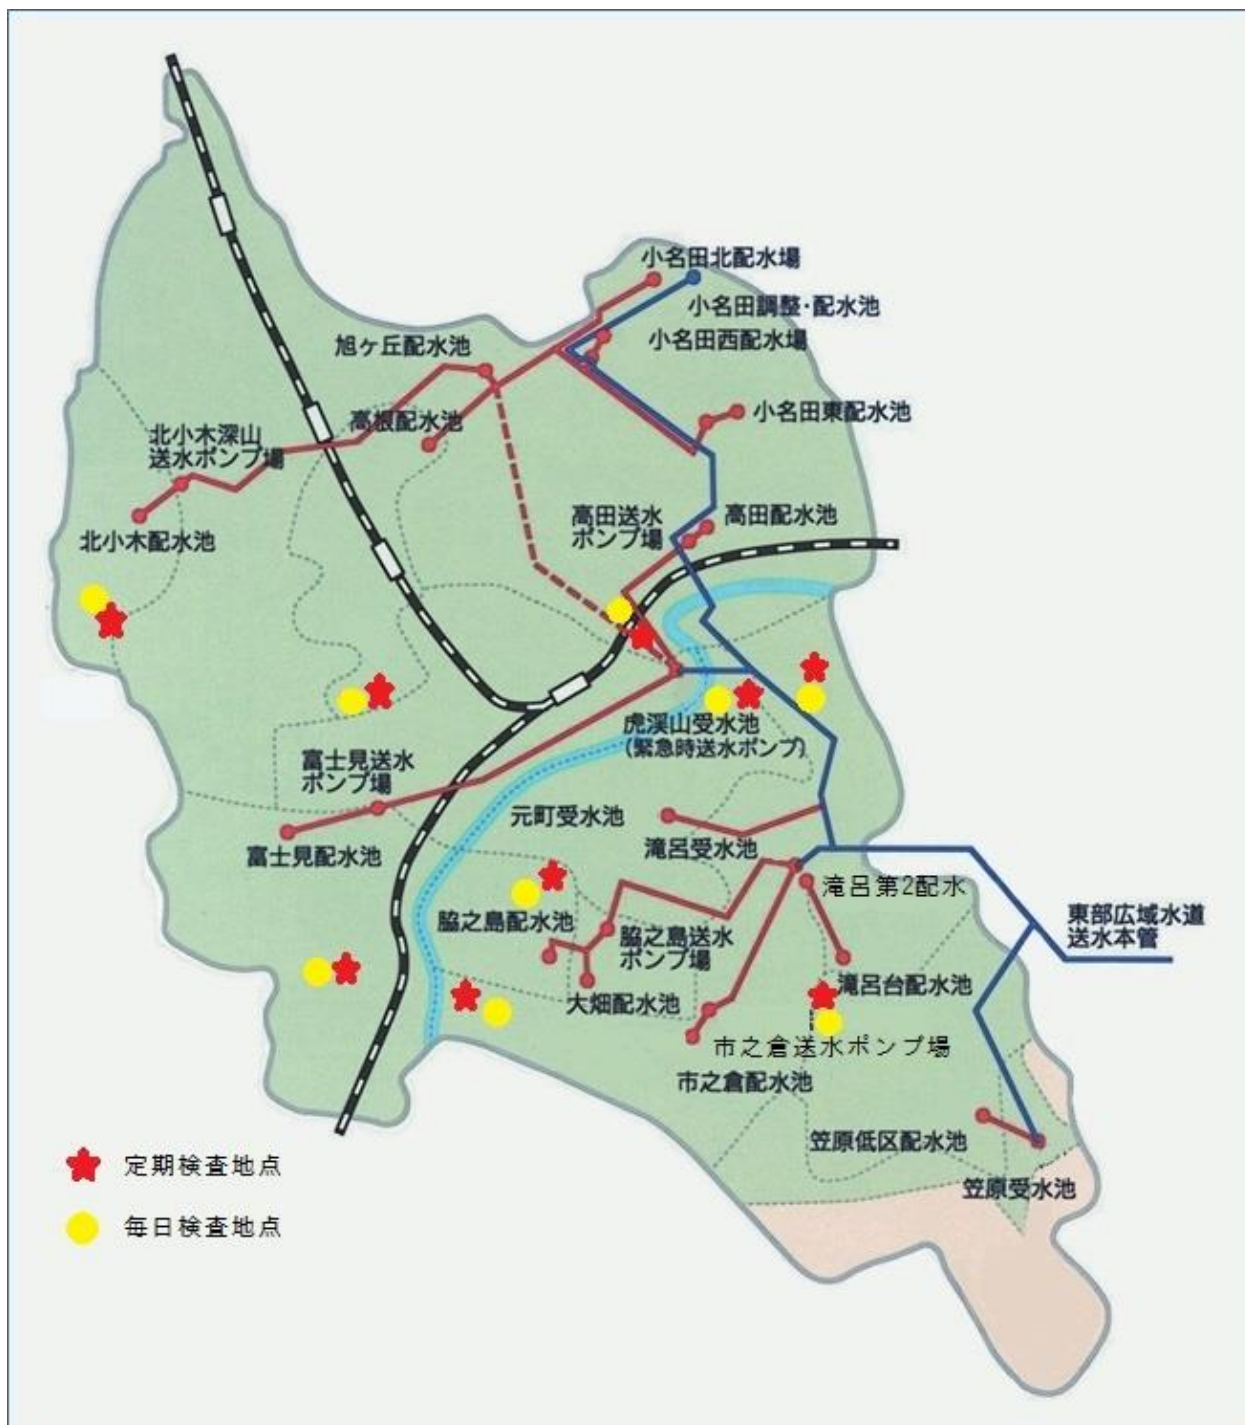 小名田北配水場
小名田調整・配水池
旭ヶ丘配水池
小名田西配水場
高根配水池
小名田東配水池
北小木深山
送水ポンプ場
高田送水
ポンプ場
高田配水池
北小木配水池
虎渓山受水池
(緊急時送水ポンプ)
富士見送水
ポンプ場
元町受水池
滝呂受水池
富士見配水池
滝呂第2配水
脇之島配水池
脇之島送水
ポンプ場
東部広域水道
送水本管
滝呂台配水池
大畑配水池
市之倉送水ポンプ場
市之倉配水池
笠原低区配水池
笠原受水池
定期検査地点
毎日検査地点